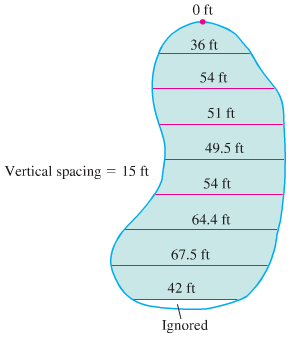 0 ft
36 ft
54 ft
51 ft
49.5 ft
Vertical spacing = 15 ft
54 ft
64.4 ft
67.5 ft
42 ft
Ignored